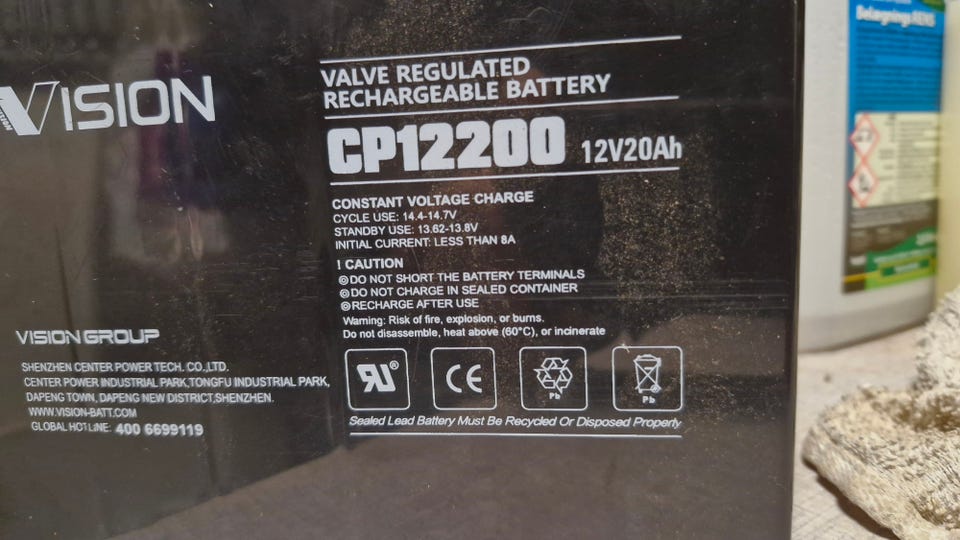 VISION
VALVE REGULATED
RECHARGEABLE BATTERY
CP12200 12V20Ah
CONSTANT VOLTAGE CHARGE
CYCLE USE: 14.4-14.7V
STANDBY USE: 13.62-13.8V
INITIAL CURRENT: LESS THAN 8A
! CAUTION
DO NOT SHORT THE BATTERY TERMINALS
DO NOT CHARGE IN SEALED CONTAINER
RECHARGE AFTER USE
Warning: Risk of fire, explosion, or burns.
Do not disassemble, heat above (60°C), or incinerate
Pb
Pb
Sealed Lead Battery Must Be Recycled Or Disposed Properly
VISION GROUP
SHENZHEN CENTER POWER TECH. CO.,LTD.
CENTER POWER INDUSTRIAL PARK,TONGFU INDUSTRIAL PARK,
DAPENG TOWN, DAPENG NEW DISTRICT,SHENZHEN.
WWW.VISION-BATT.COM
GLOBAL HOTLINE: 400 6699119
BelægningsRENS